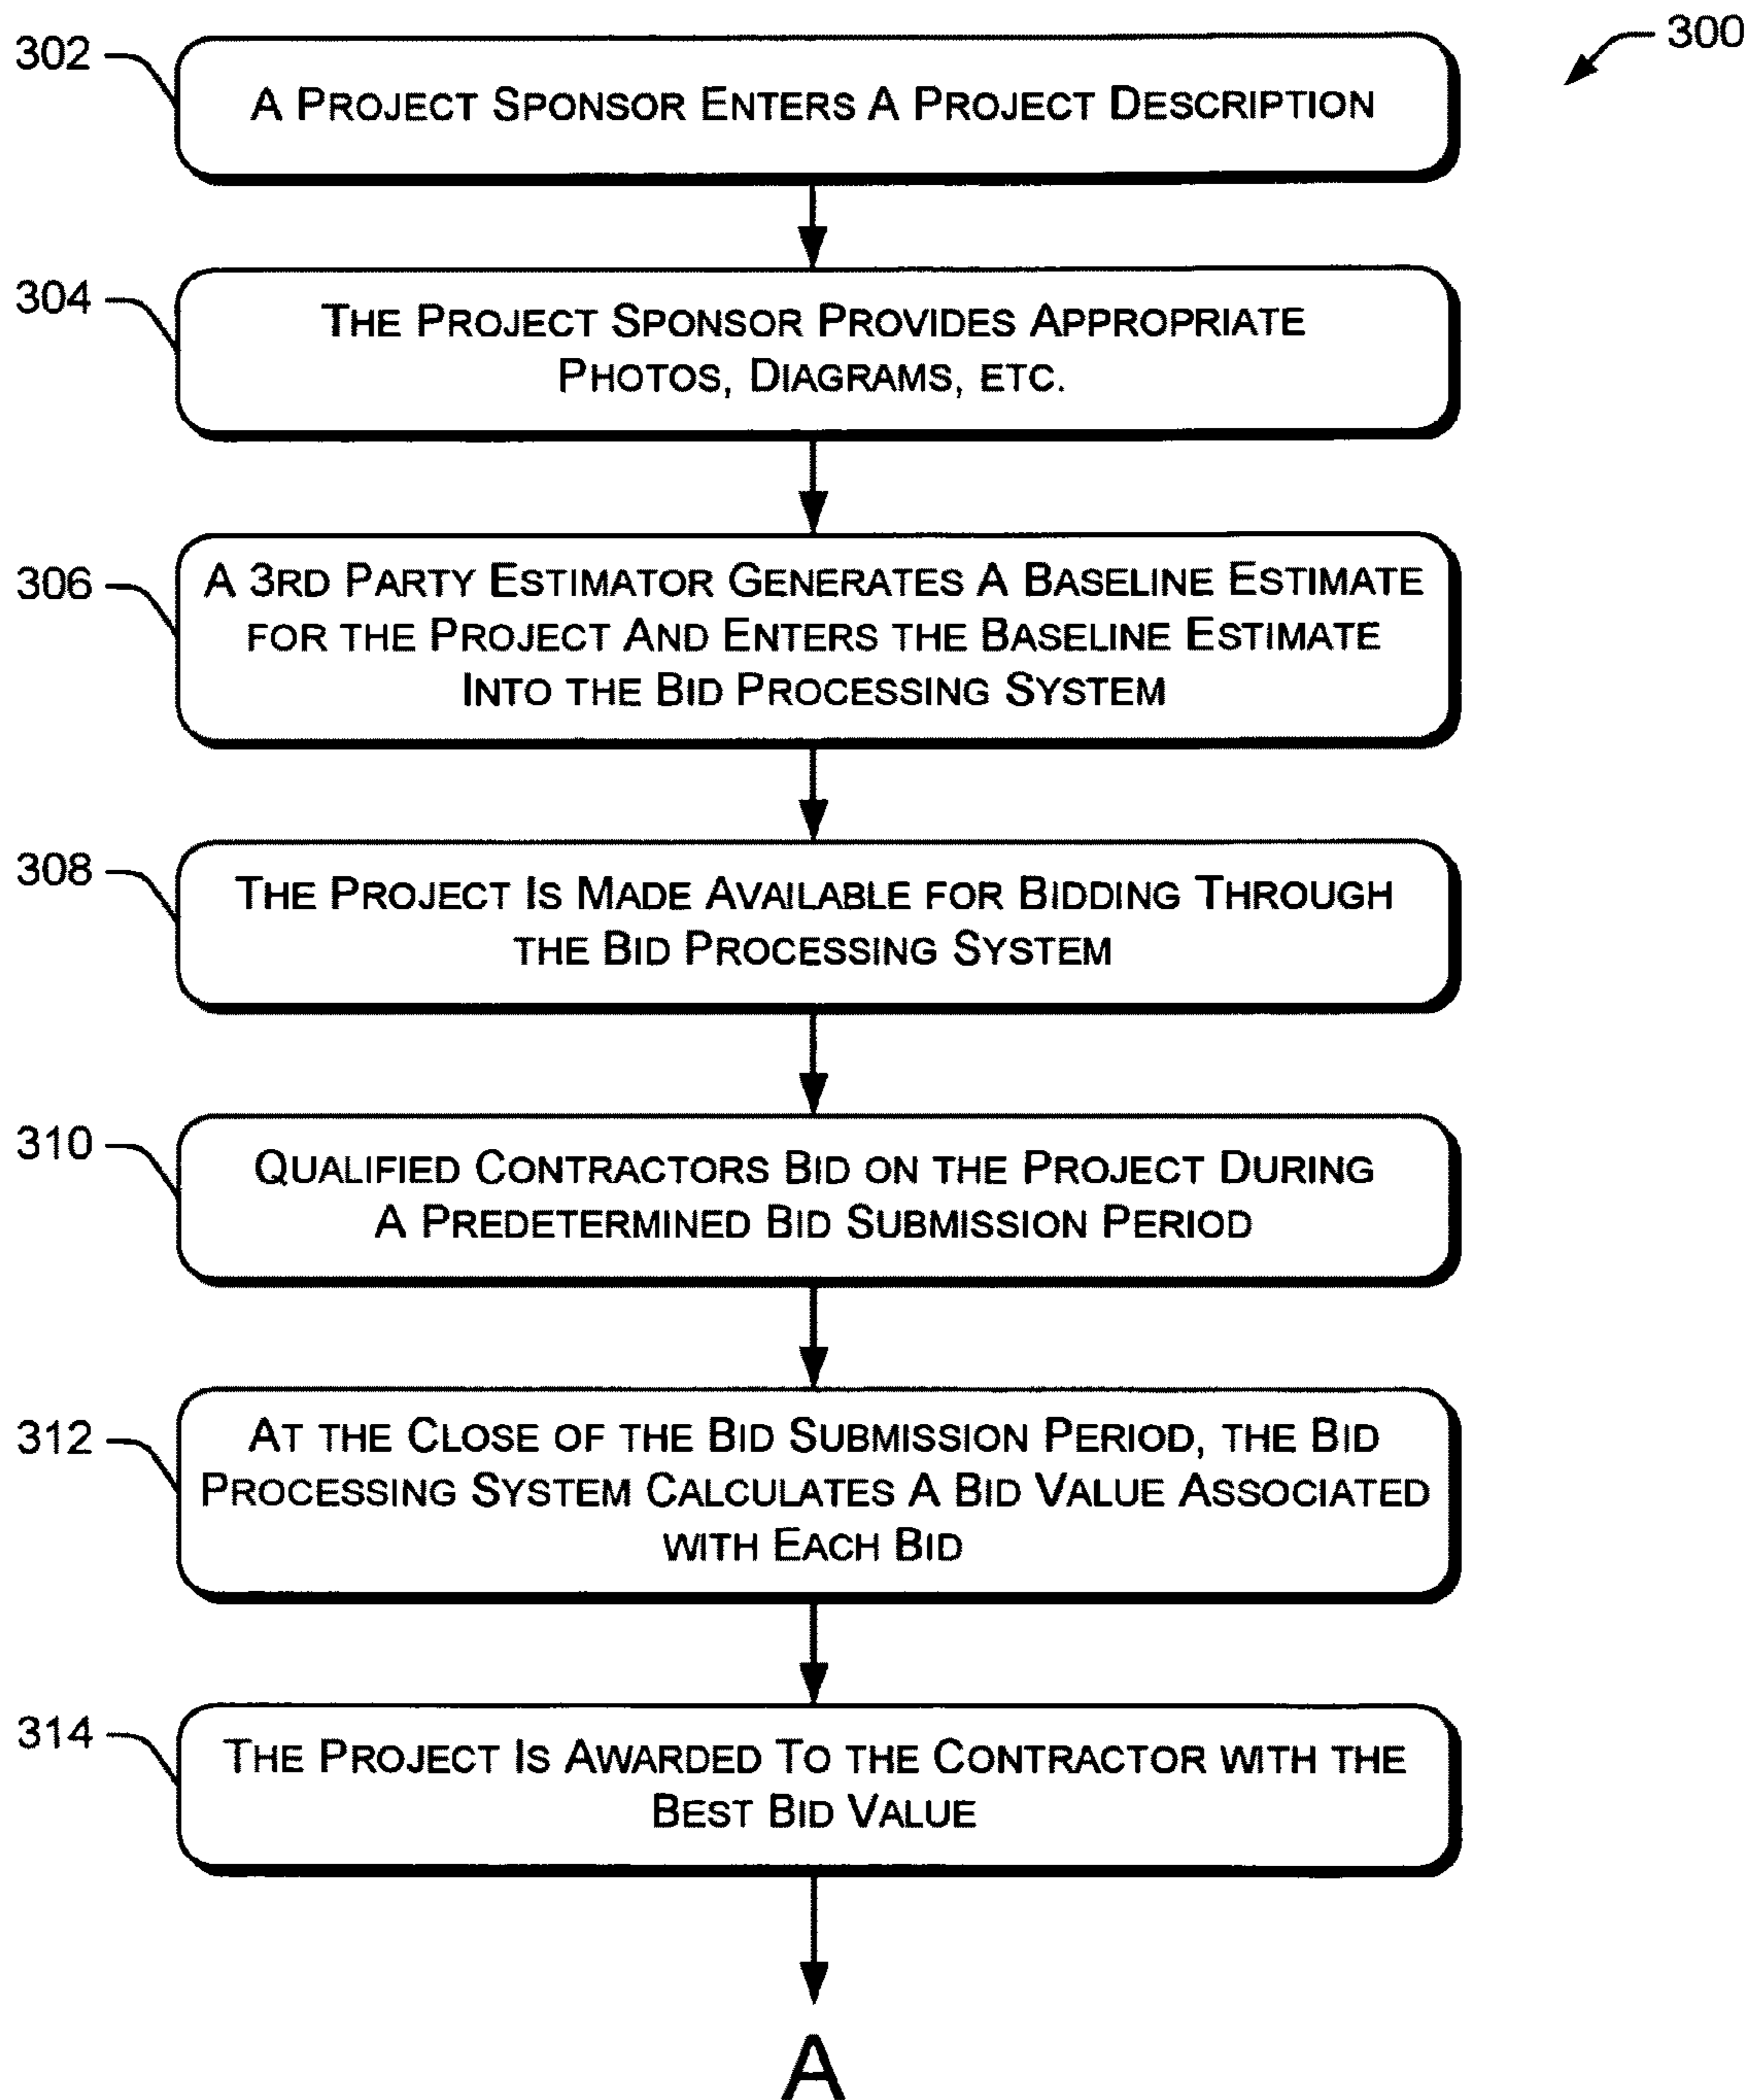 300
302
A PROJECT SPONSOR ENTERS A PROJECT DESCRIPTION
304
THE PROJECT SPONSOR PROVIDES APPROPRIATE
PHOTOS, DIAGRAMS, ETC.
306
A 3RD PARTY ESTIMATOR GENERATES A BASELINE ESTIMATE
FOR THE PROJECT AND ENTERS THE BASELINE ESTIMATE
INTO THE BID PROCESSING SYSTEM
308
THE PROJECT IS MADE AVAILABLE FOR BIDDING THROUGH
THE BID PROCESSING SYSTEM
310
QUALIFIED CONTRACTORS BID ON THE PROJECT DURING
A PREDETERMINED BID SUBMISSION PERIOD
312
AT THE CLOSE OF THE BID SUBMISSION PERIOD, THE BID
PROCESSING SYSTEM CALCULATES A BID VALUE ASSOCIATED
WITH EACH BID
314
THE PROJECT IS AWARDED TO THE CONTRACTOR WITH THE
BEST BID VALUE
A